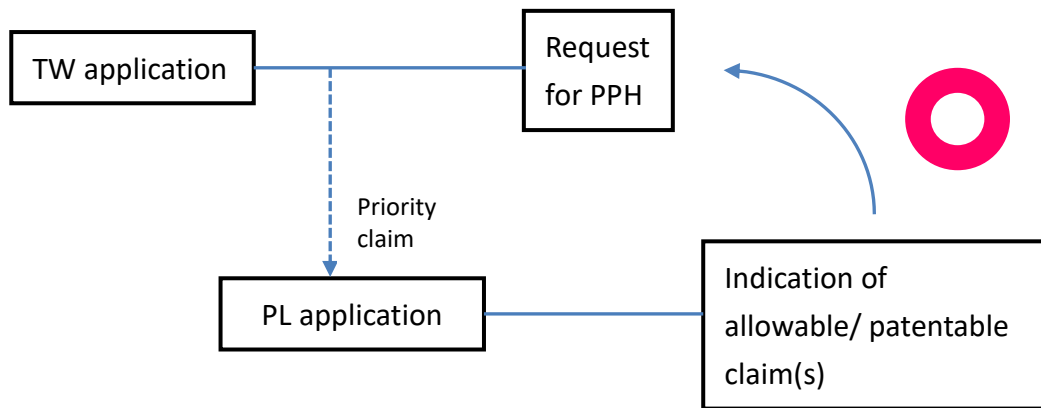 TW application
Request
for PPH
Priority
claim
PL application
Indication of
allowable/ patentable
claim(s)